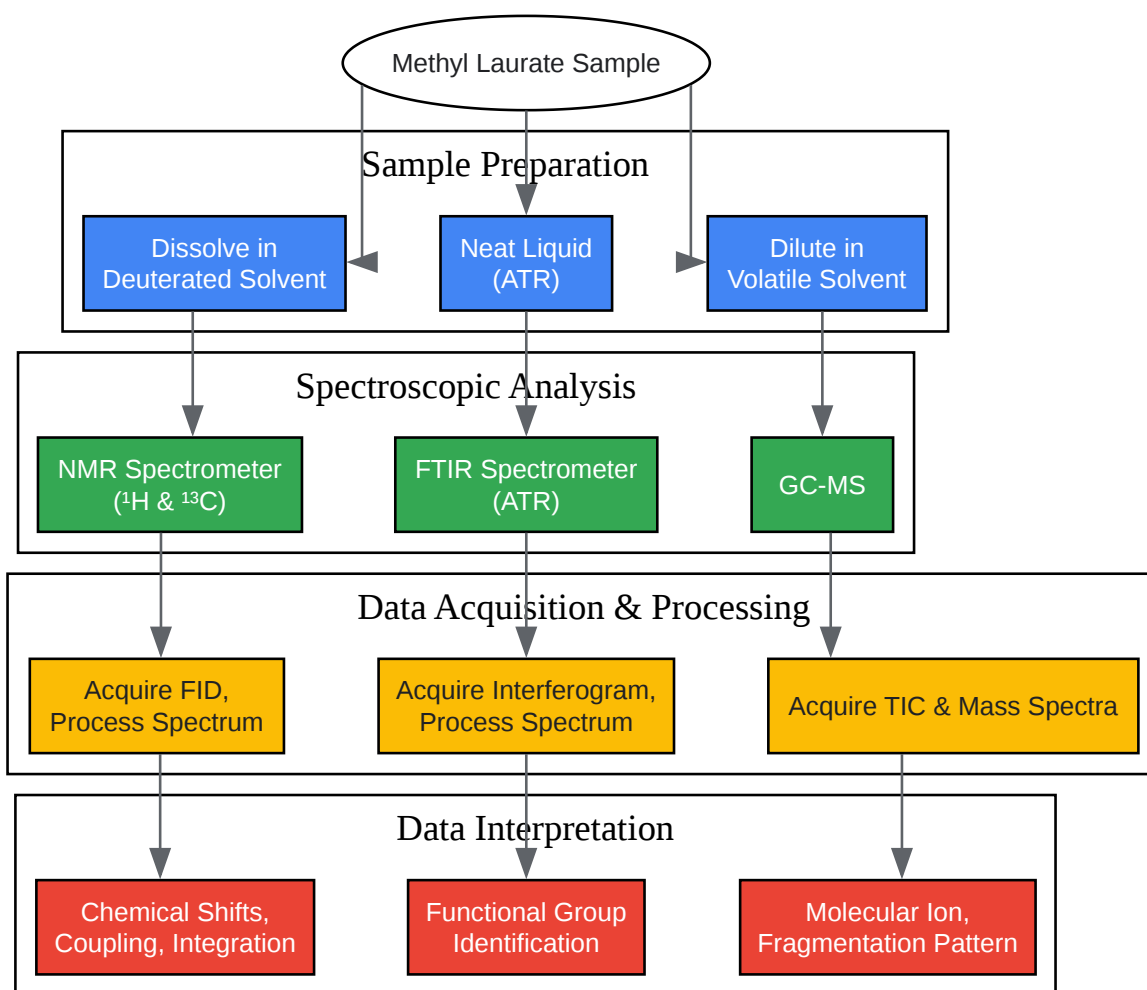 Methyl Laurate Sample
Sample Preparation
Dissolve in
Deuterated Solvent
Neat Liquid
(ATR)
Dilute in
Volatile Solvent
Spectroscopic Analysis
NMR Spectrometer
(¹H & ¹³C)
FTIR Spectrometer
(ATR)
GC-MS
Data Acquisition & Processing
Acquire FID,
Process Spectrum
Acquire Interferogram,
Process Spectrum
Acquire TIC & Mass Spectra
Data Interpretation
Chemical Shifts,
Coupling, Integration
Functional Group
Identification
Molecular Ion,
Fragmentation Pattern